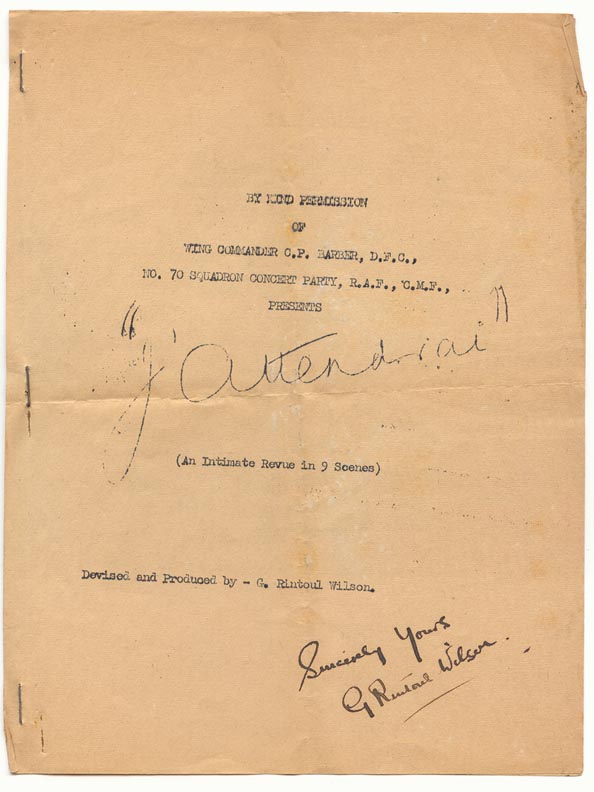 BY KIND PERMISSION
OF
WING COMMANDER C.P. BARBER, D.F.C.,
NO. 70 SQUADRON CONCERT PARTY, R.A.F., C.M.F.,
PRESENTS
"J'attendrai"
(An Intimate Revue in 9 Scenes)
Devised and Produced by - G. Rintoul Wilson.
Sincerely Yours
G Rintoul Wilson.